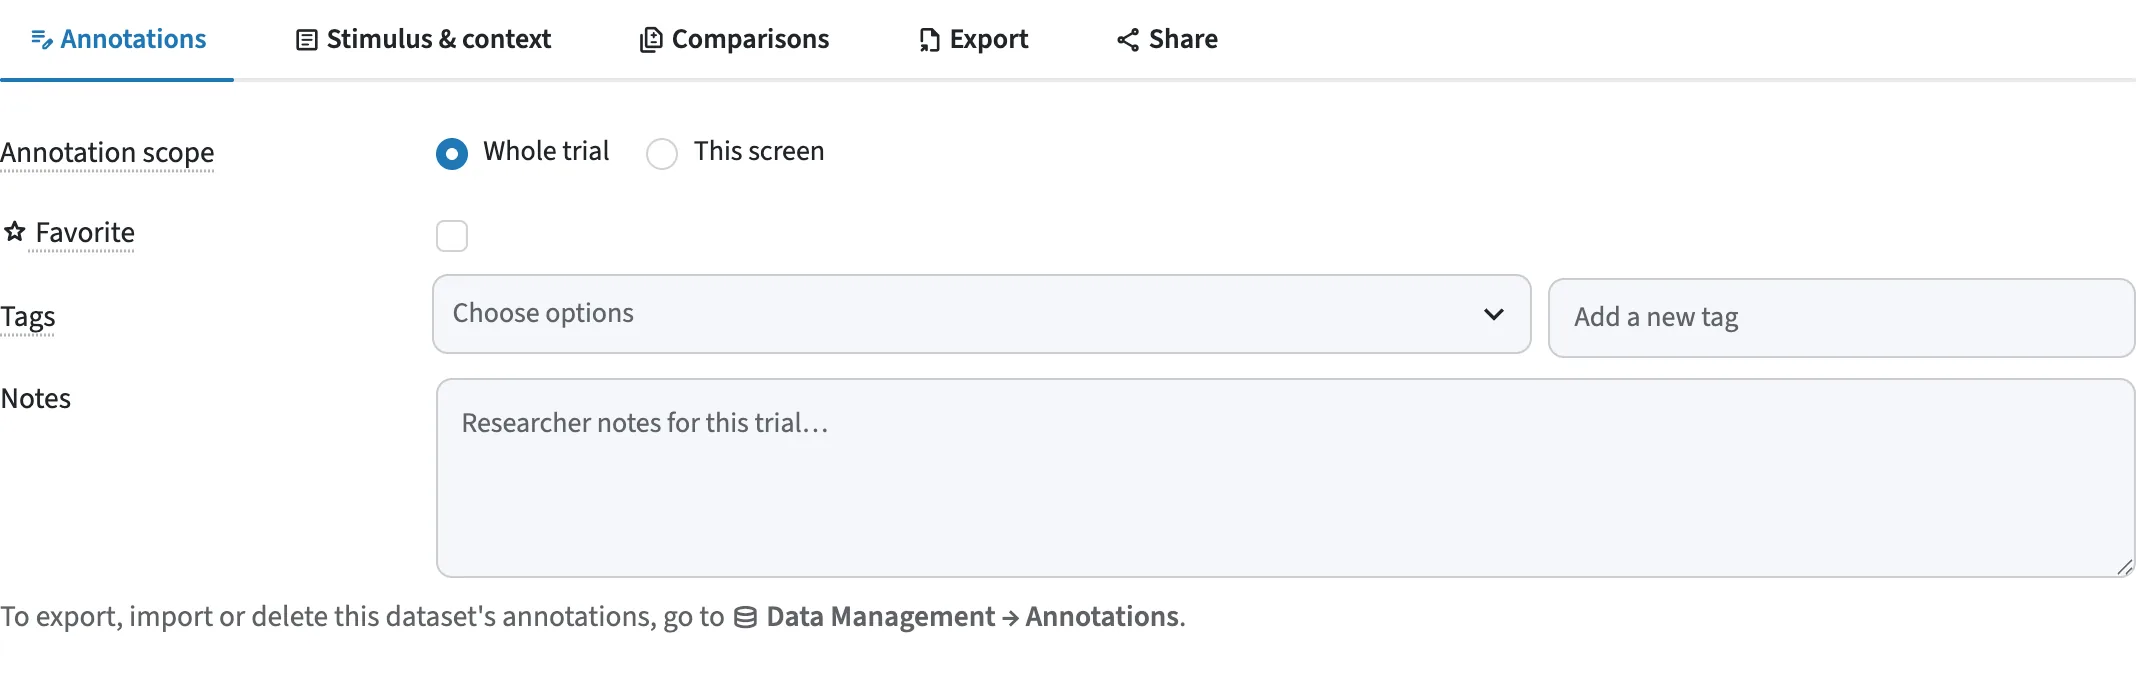 Annotations Stimulus & context Comparisons Export Share
Annotation scope Whole trial This screen
Favorite
Tags Choose options Add a new tag
Notes Researcher notes for this trial…
To export, import or delete this dataset's annotations, go to Data Management → Annotations.